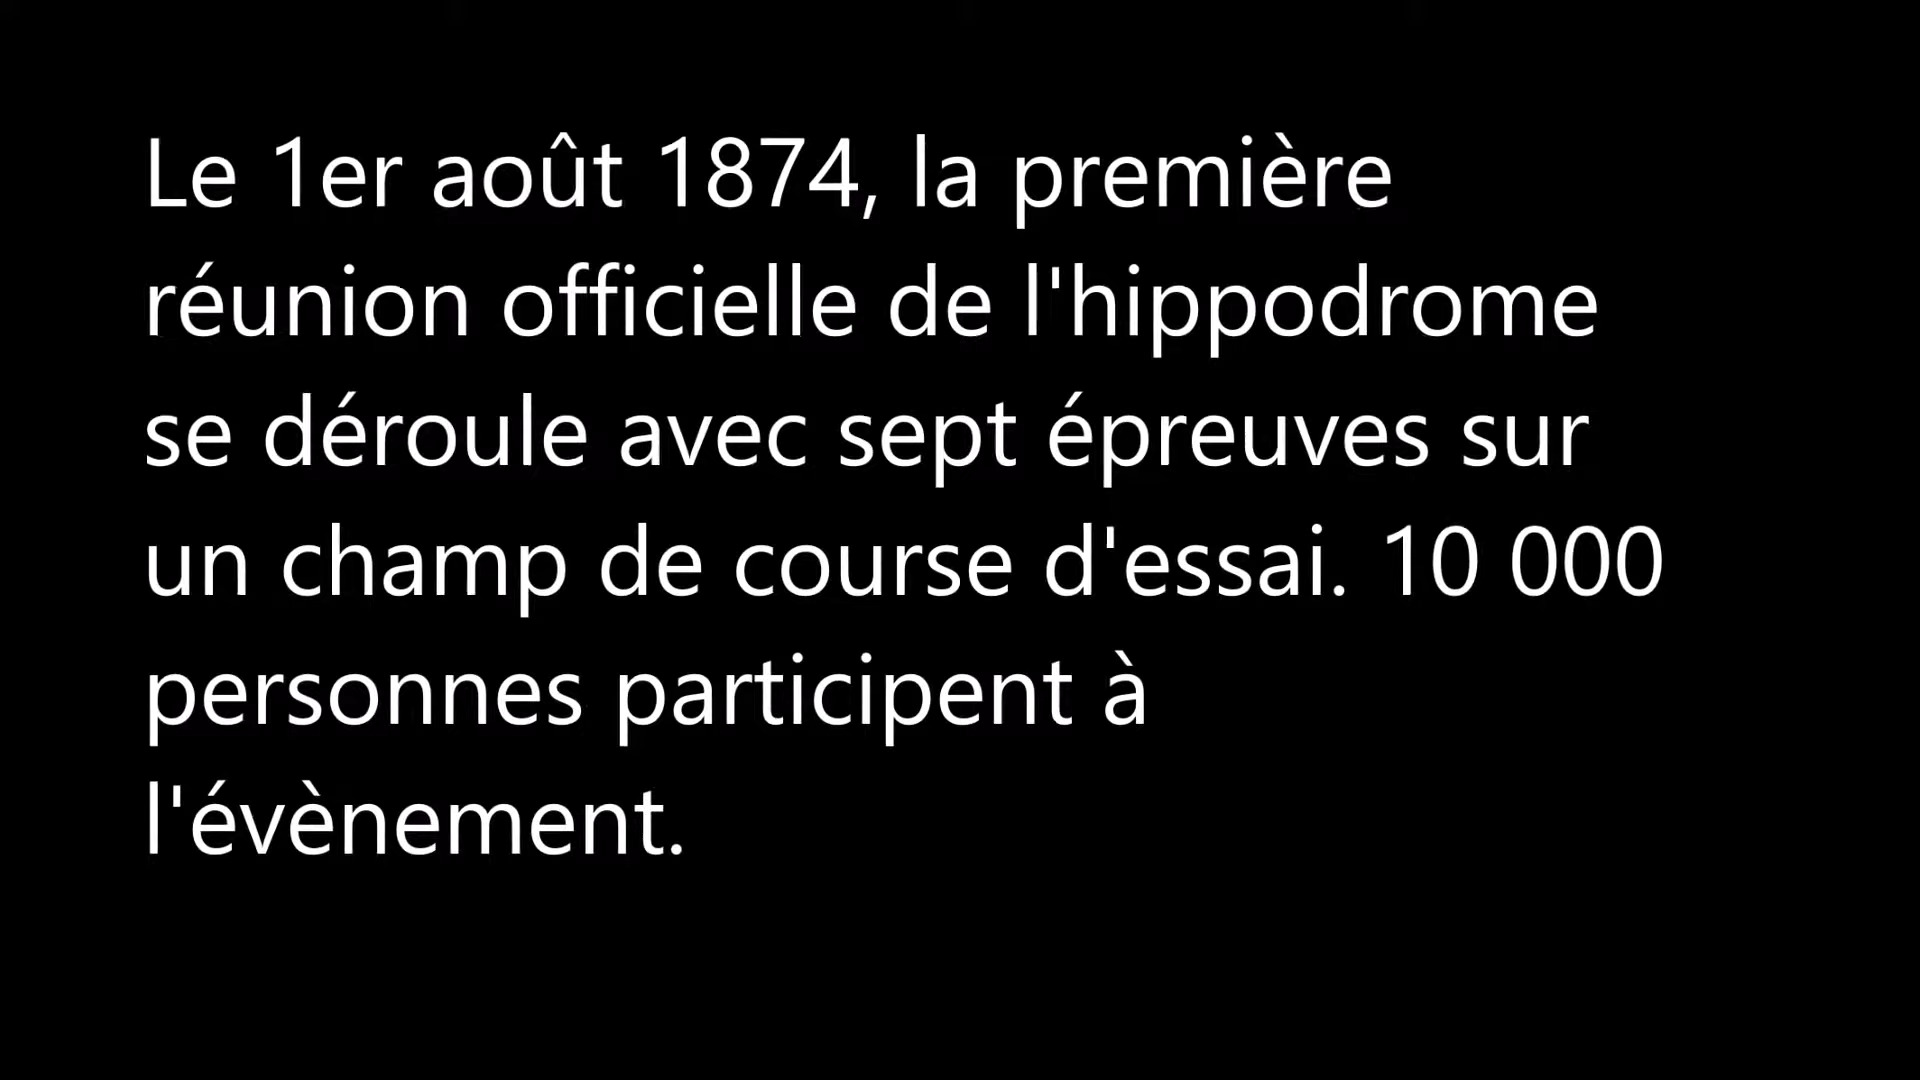 Le 1er août 1874, la première
réunion officielle de l'hippodrome
se déroule avec sept épreuves sur
un champ de course d'essai. 10 000
personnes participent à
l'évènement.